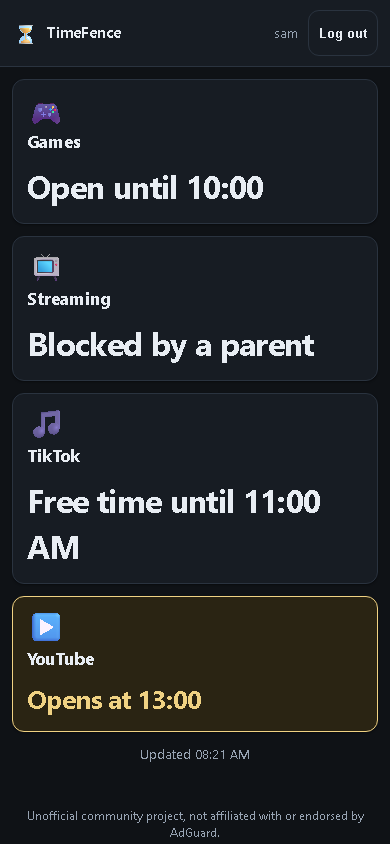 TimeFence
sam
Log out
Games
Open until 10:00
Streaming
Blocked by a parent
TikTok
Free time until 11:00
AM
YouTube
Opens at 13:00
Updated 08:21 AM
Unofficial community project, not affiliated with or endorsed by
AdGuard.